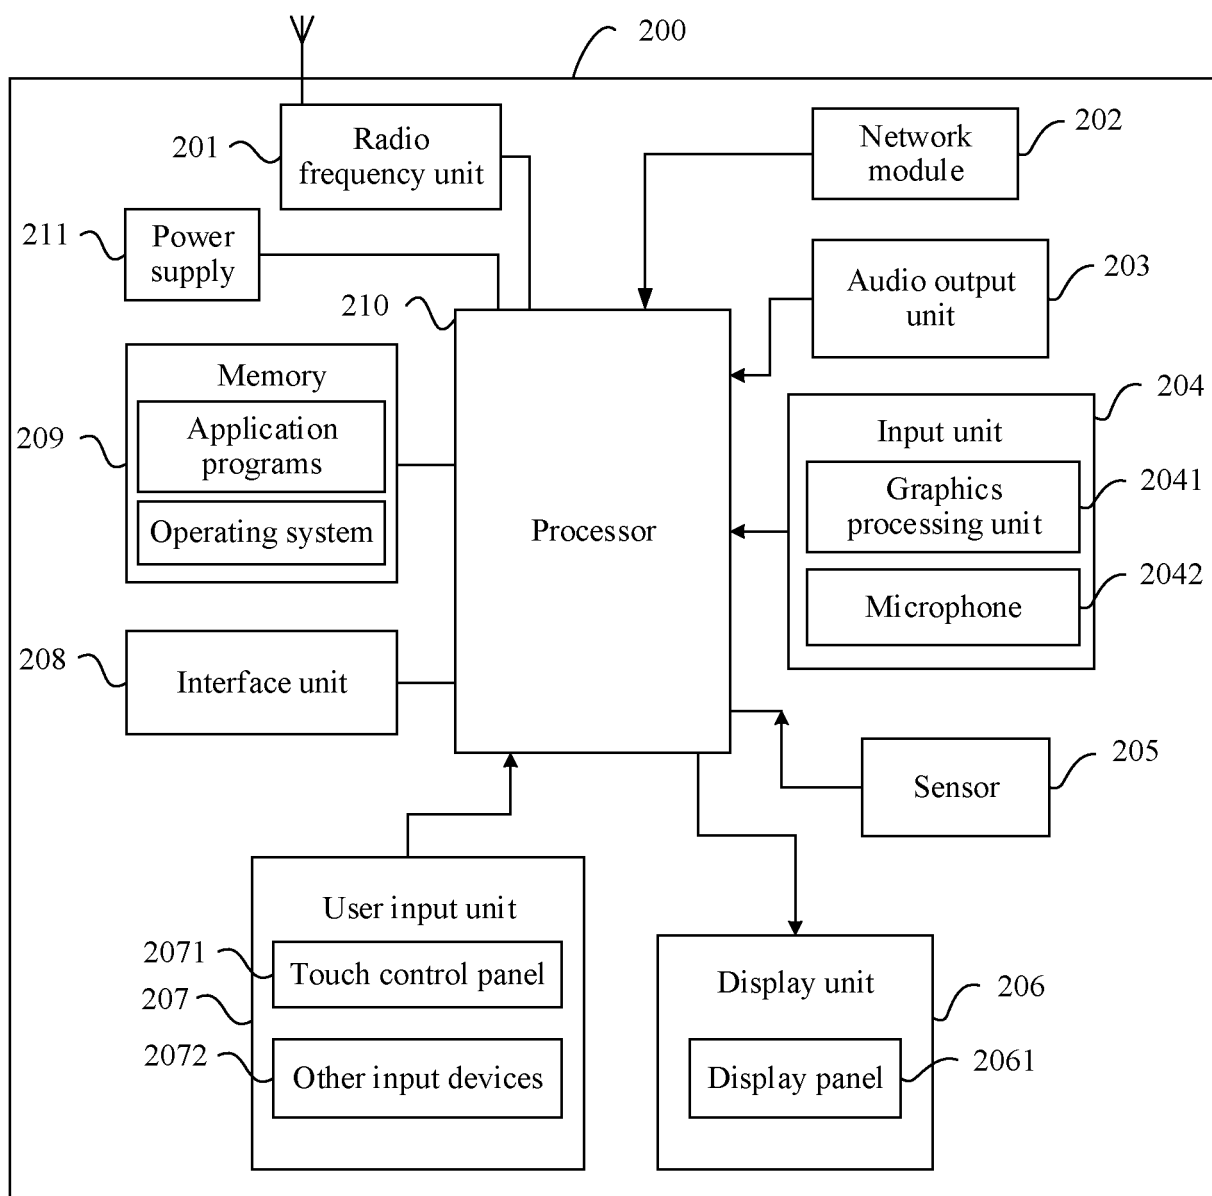 200
201
Radio
frequency unit
202
Network
module
211
Power
supply
203
Audio output
unit
210
Processor
209
Memory
Application
programs
Operating system
204
Input unit
2041
Graphics
processing unit
2042
Microphone
208
Interface unit
205
Sensor
207
User input unit
2071
Touch control panel
2072
Other input devices
206
Display unit
2061
Display panel